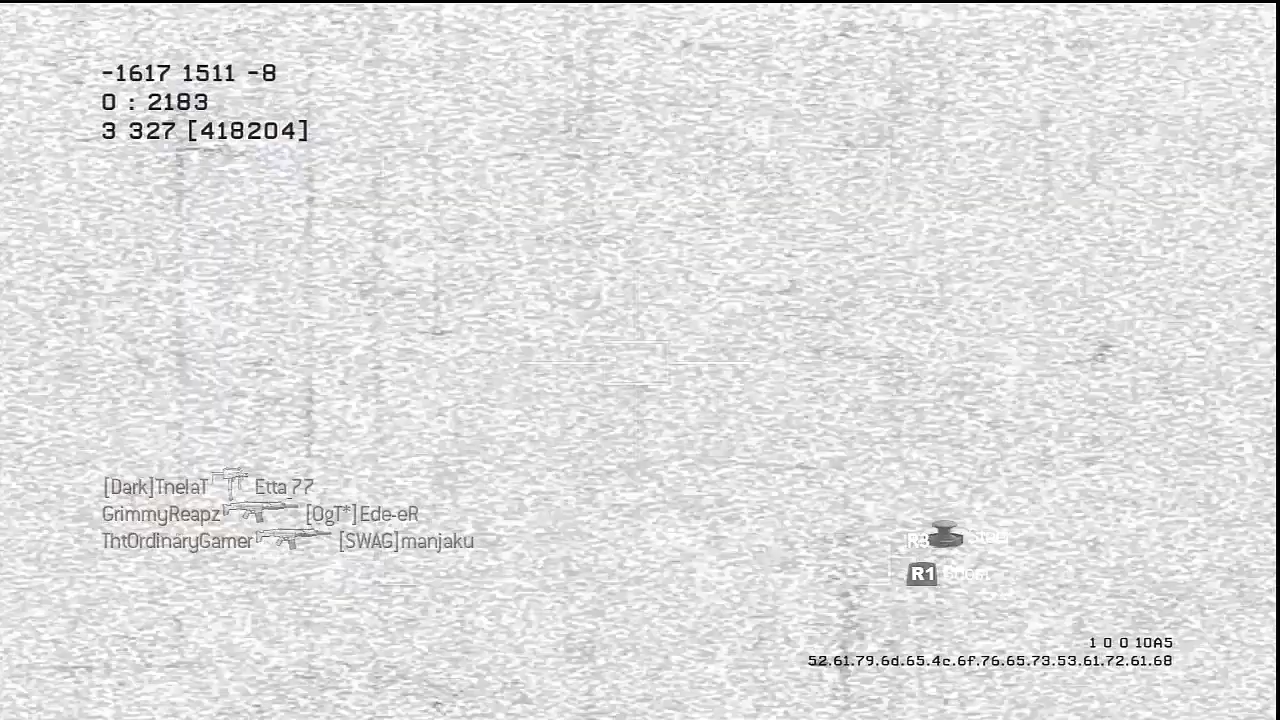 -1617 1511 -8
0 : 2183
3 327 [418204]
[Dark]TnelaT Etta 77
GrimmyReapz [OgT*]Ede-eR
ThtOrdinaryGamer [SWAG]manjaku
R3
R1 Boost
1 0 0 10A5
52.61.79.6d.65.4c.6f.76.65.73.53.61.72.61.68